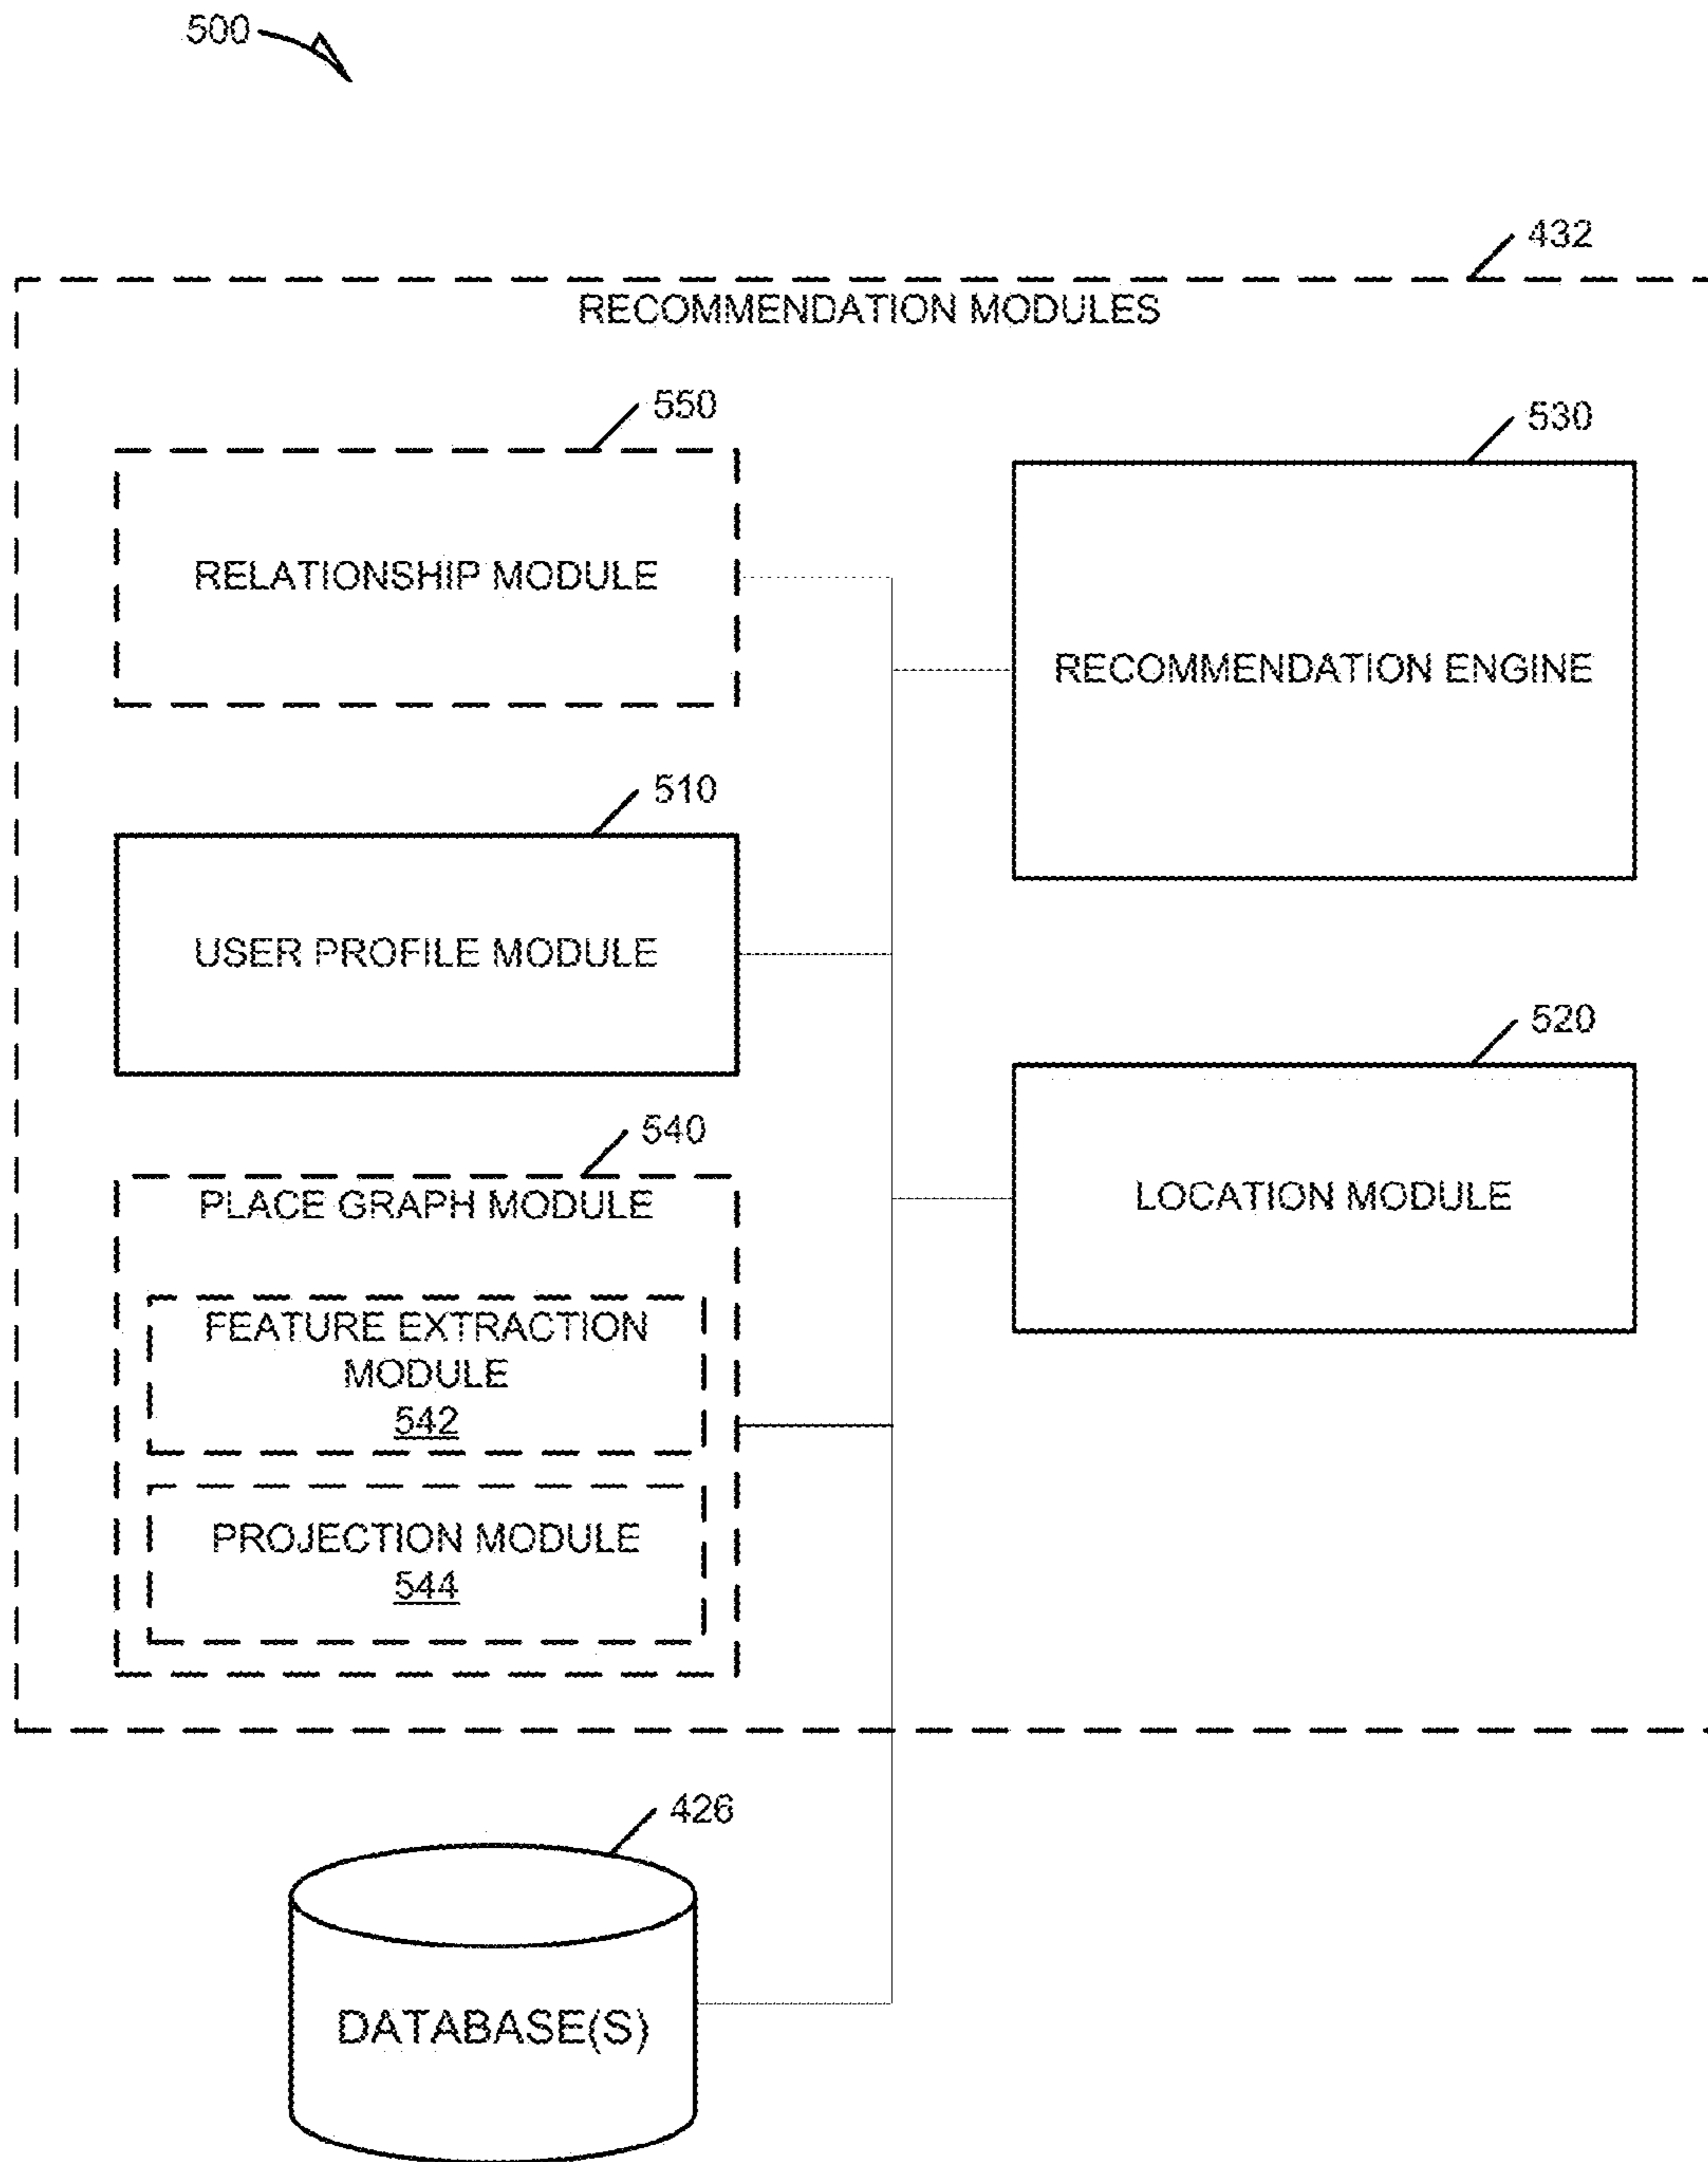 500
432
RECOMMENDATION MODULES
550
530
RELATIONSHIP MODULE
RECOMMENDATION ENGINE
510
USER PROFILE MODULE
520
540
PLACE GRAPH MODULE
LOCATION MODULE
FEATURE EXTRACTION
MODULE
542
PROJECTION MODULE
544
426
DATABASE(S)